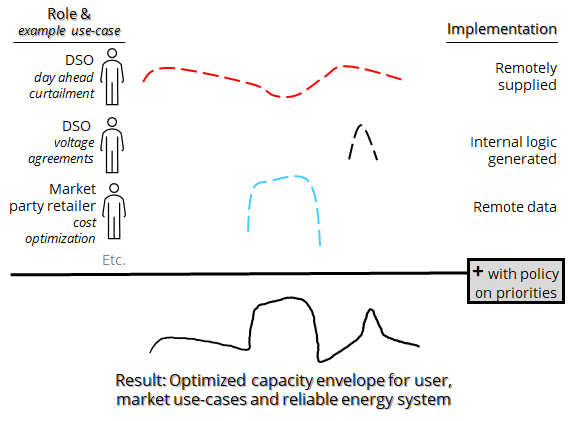 Role &
example use-case
Implementation
DSO
day ahead
curtailment
Remotely
supplied
DSO
voltage
agreements
Internal logic
generated
Market
party retailer
cost
optimization
Remote data
Etc.
+ with policy
on priorities
Result: Optimized capacity envelope for user,
market use-cases and reliable energy system